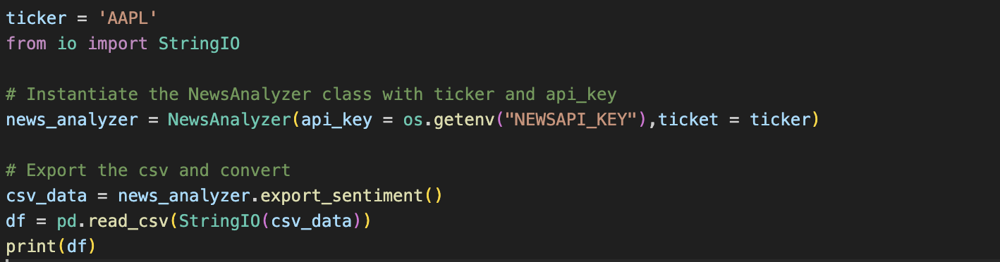 ticker = 'AAPL'
from io import StringIO
# Instantiate the NewsAnalyzer class with ticker and api_key
news_analyzer = NewsAnalyzer(api_key = os.getenv("NEWSAPI_KEY"),ticket = ticker)
# Export the csv and convert
csv_data = news_analyzer.export_sentiment()
df = pd.read_csv(StringIO(csv_data))
print(df)